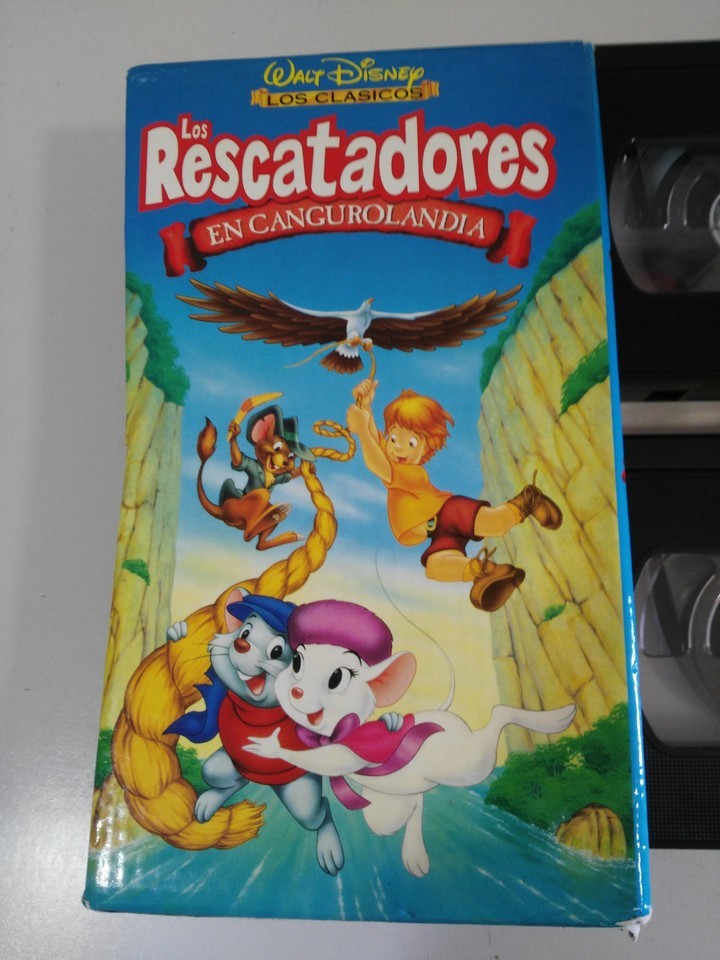 WALT DISNEY
LOS CLASICOS
Los
Rescatadores
EN CANGUROLANDIA